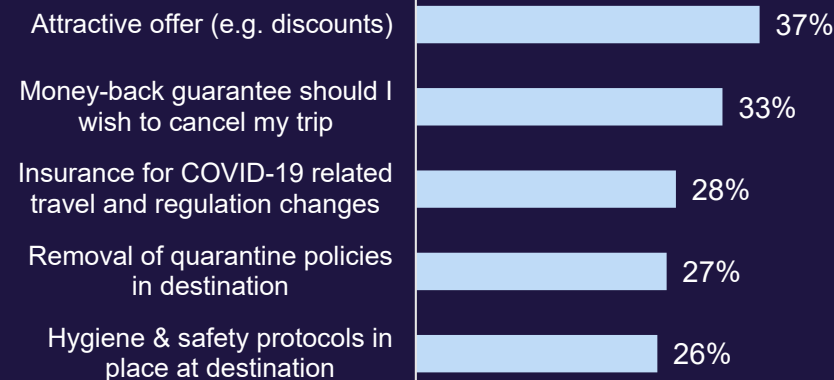 Attractive offer (e.g. discounts)
37%
Money-back guarantee should I
wish to cancel my trip
33%
Insurance for COVID-19 related
travel and regulation changes
28%
Removal of quarantine policies
in destination
27%
Hygiene & safety protocols in
place at destination
26%